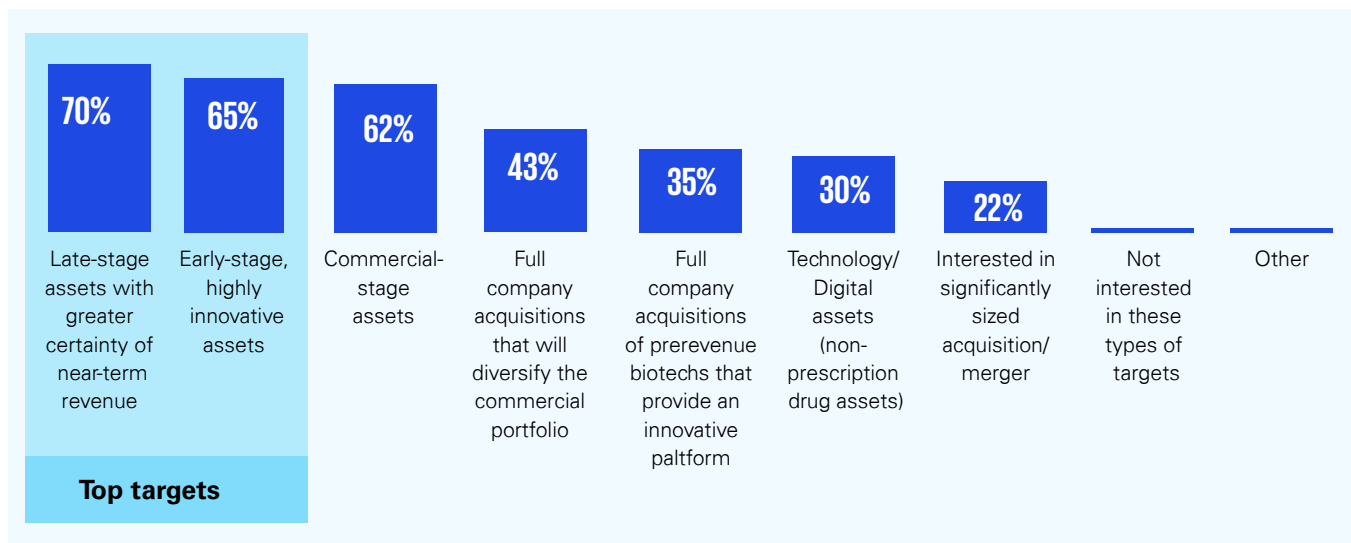 70%
65%
62%
43%
35%
30%
22%
Late-stage
assets with
greater
certainty of
near-term
revenue
Early-stage,
highly
innovative
assets
Commercial-
stage
assets
Full
company
acquisitions
that will
diversify the
commercial
portfolio
Full
company
acquisitions
of prerevenue
biotechs that
provide an
innovative
paltform
Technology/
Digital
assets
(non-
prescription
drug assets)
Interested in
significantly
sized
acquisition/
merger
Not
interested
in these
types of
targets
Other
Top targets